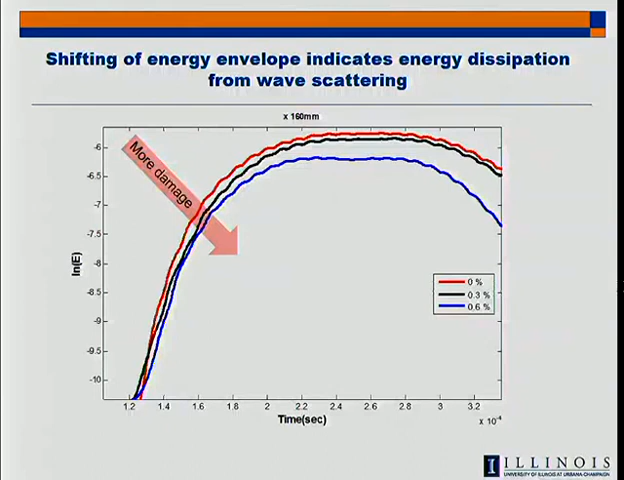 Shifting of energy envelope indicates energy dissipation
from wave scattering
x 160mm
More damage
ln(E)
-6
-6.5
-7
-7.5
-8
-8.5
-9
-9.5
-10
0 %
0.3 %
0.6 %
1.2 1.4 1.6 1.8 2 2.2 2.4 2.6 2.8 3 3.2
Time(sec)
x 10⁻⁴
I ILLINOIS
UNIVERSITY OF ILLINOIS AT URBANA-CHAMPAIGN